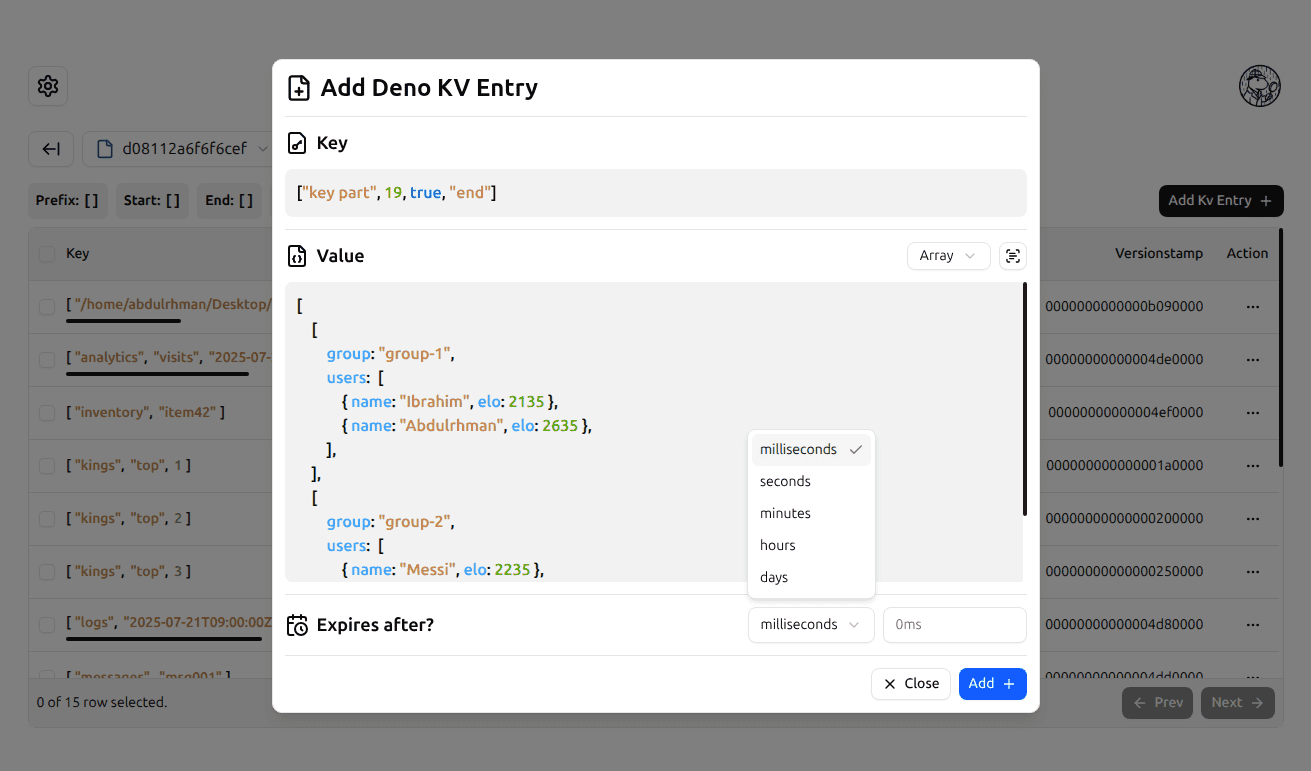 Add Deno KV Entry
Key
["key part", 19, true, "end"]
Value
Array
[
[
group: "group-1",
users: [
{ name: "Ibrahim", elo: 2135 },
{ name: "Abdulrhman", elo: 2635 },
],
],
[
group: "group-2",
users: [
{ name: "Messi", elo: 2235 },
milliseconds
seconds
minutes
hours
days
Expires after?
milliseconds
0ms
Close
Add
d08112a6f6f6cef
Prefix: [ ]
Start: [ ]
End: [ ]
Add Kv Entry
Key
Versionstamp
Action
[ "/home/abdulrhman/Desktop/
0000000000000b090000
[ "analytics", "visits", "2025-07-
00000000000004de0000
[ "inventory", "item42" ]
00000000000004ef0000
[ "kings", "top", 1 ]
000000000000001a0000
[ "kings", "top", 2 ]
00000000000000200000
[ "kings", "top", 3 ]
00000000000000250000
[ "logs", "2025-07-21T09:00:00Z
00000000000004d80000
[ "messages", "msg001" ]
00000000000004dd0000
0 of 15 row selected.
Prev
Next